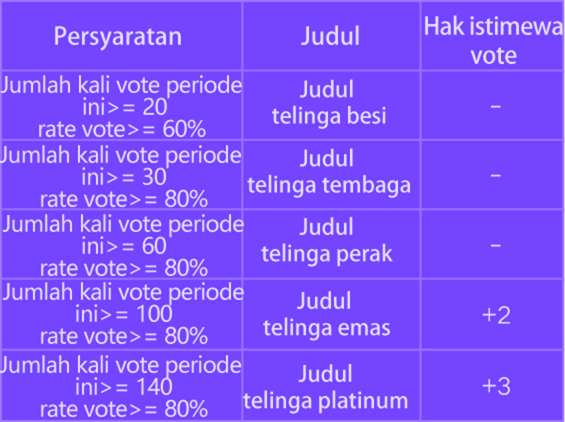 Persyaratan
Judul
Hak istimewa
vote
Jumlah kali vote periode
ini>= 20
rate vote>= 60%
Judul
telinga besi
-
Jumlah kali vote periode
ini>= 30
rate vote>= 80%
Judul
telinga tembaga
-
Jumlah kali vote periode
ini>= 60
rate vote>= 80%
Judul
telinga perak
-
Jumlah kali vote periode
ini>= 100
rate vote>= 80%
Judul
telinga emas
+2
Jumlah kali vote periode
ini>= 140
rate vote>= 80%
Judul
telinga platinum
+3